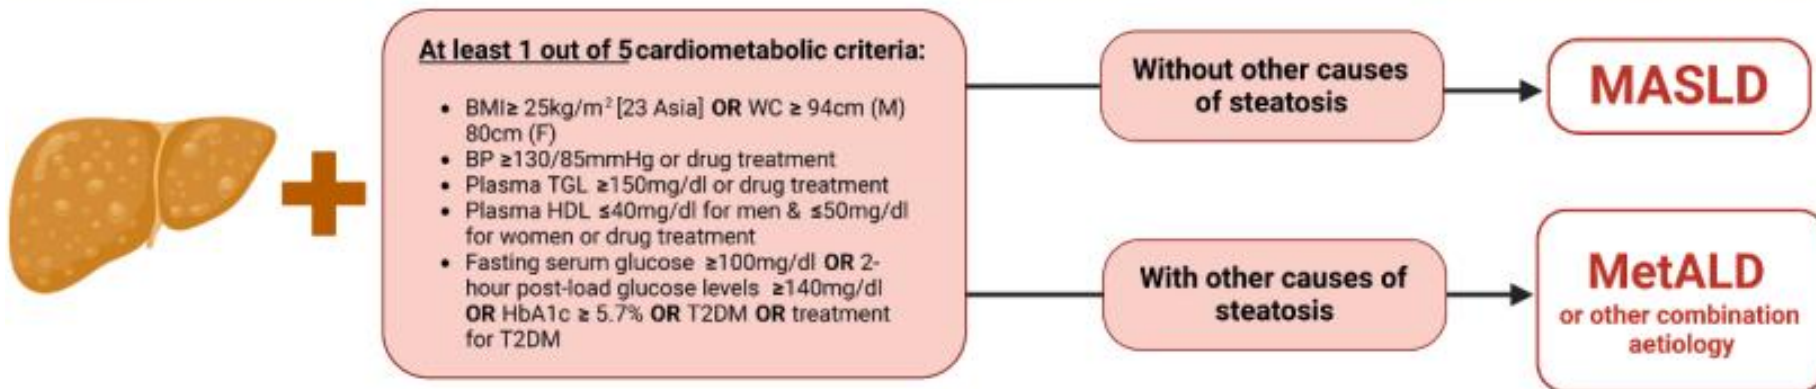 At least 1 out of 5 cardiometabolic criteria:
• BMI≥ 25kg/m² [23 Asia] OR WC ≥ 94cm (M)
80cm (F)
• BP ≥130/85mmHg or drug treatment
• Plasma TGL ≥150mg/dl or drug treatment
• Plasma HDL ≤40mg/dl for men & ≤50mg/dl
for women or drug treatment
• Fasting serum glucose ≥100mg/dl OR 2-
hour post-load glucose levels ≥140mg/dl
OR HbA1c ≥ 5.7% OR T2DM OR treatment
for T2DM
Without other causes
of steatosis
MASLD
With other causes of
steatosis
MetALD
or other combination
aetiology